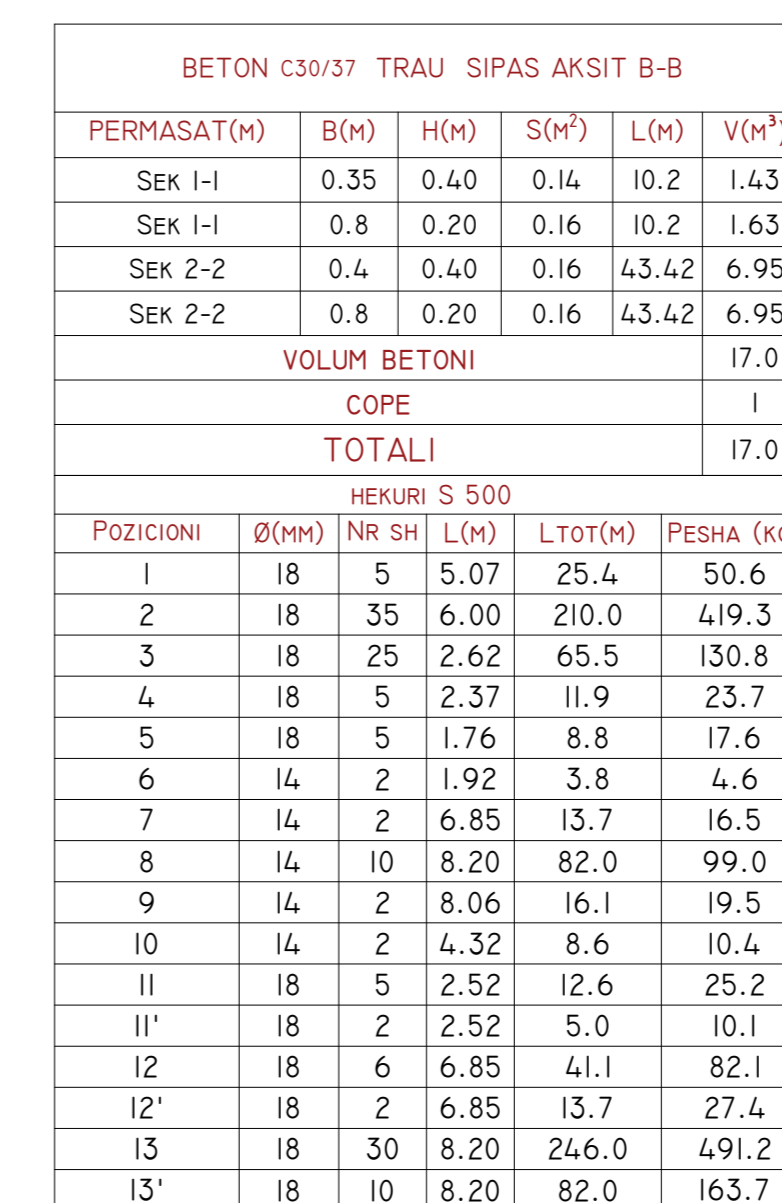 BETON C30/37 TRAU SIPAS AKSIT B-B
PERMASAT(M) B(M) H(M) S(M²) L(M) V(M³)
SEK 1-1 0.35 0.40 0.14 10.2 1.43
SEK 1-1 0.8 0.20 0.16 10.2 1.63
SEK 2-2 0.4 0.40 0.16 43.42 6.95
SEK 2-2 0.8 0.20 0.16 43.42 6.95
VOLUM BETONI 17.0
COPE 1
TOTALI 17.0
HEKURI S 500
POZICIONI Ø(MM) NR SH L(M) LTOT(M) PESHA (KG
1 18 5 5.07 25.4 50.6
2 18 35 6.00 210.0 419.3
3 18 25 2.62 65.5 130.8
4 18 5 2.37 11.9 23.7
5 18 5 1.76 8.8 17.6
6 14 2 1.92 3.8 4.6
7 14 2 6.85 13.7 16.5
8 14 10 8.20 82.0 99.0
9 14 2 8.06 16.1 19.5
10 14 2 4.32 8.6 10.4
11 18 5 2.52 12.6 25.2
11' 18 2 2.52 5.0 10.1
12 18 6 6.85 41.1 82.1
12' 18 2 6.85 13.7 27.4
13 18 30 8.20 246.0 491.2
13' 18 10 8.20 82.0 163.7